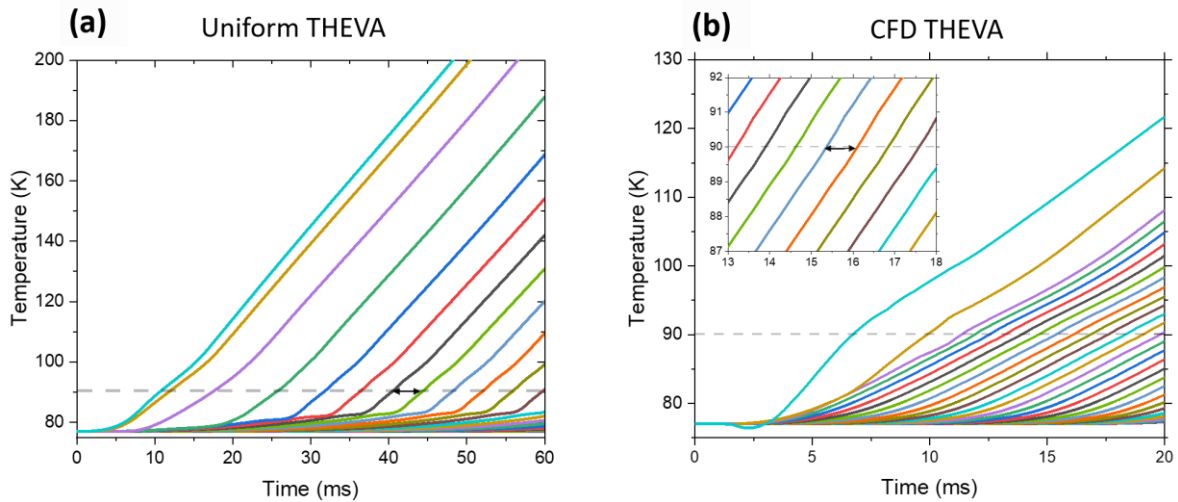 (a) Uniform THEVA
200
180
160
140
120
100
80
0 10 20 30 40 50 60
Temperature (K)
Time (ms)
(b) CFD THEVA
130
120
110
100
90
80
0 5 10 15 20
Temperature (K)
Time (ms)
92
91
90
89
88
87
13 14 15 16 17 18